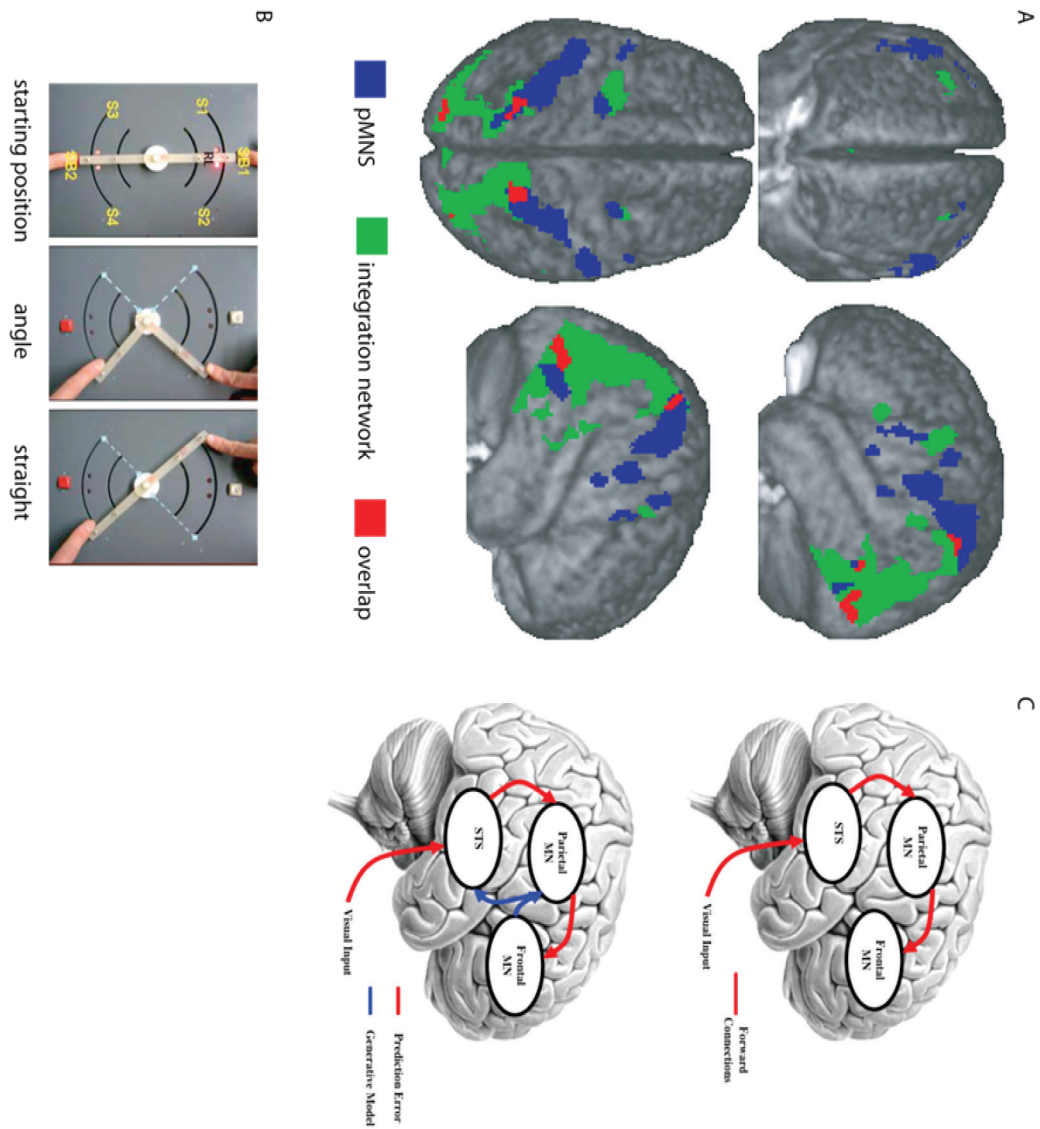 A
pMNS
integration network
overlap
B
SB1
S1
RL
S2
S3
S4
SB2
starting position
angle
straight
C
Parietal
MN
STS
Frontal
MN
Visual Input
Forward
Connections
Parietal
MN
STS
Frontal
MN
Visual Input
Prediction Error
Generative Model